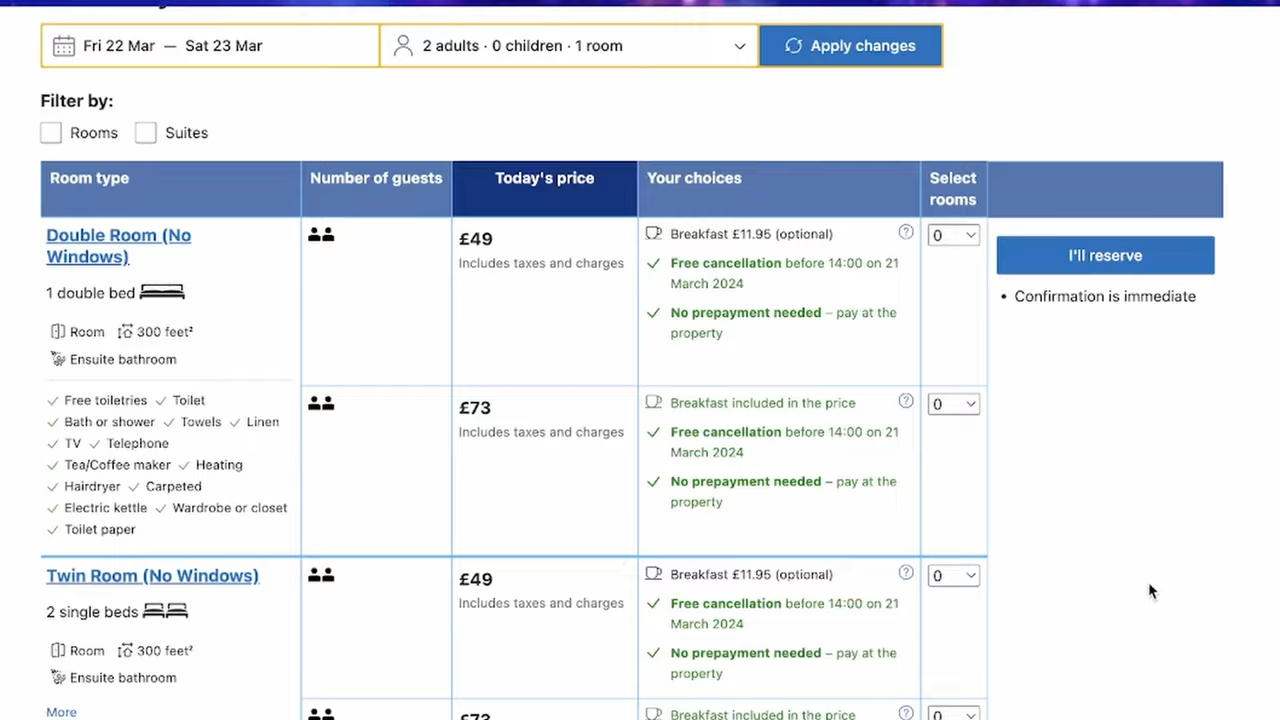 Fri 22 Mar — Sat 23 Mar
2 adults · 0 children · 1 room
Apply changes
Filter by:
Rooms
Suites
Room type
Number of guests
Today's price
Your choices
Select
rooms
Double Room (No
Windows)
1 double bed
Room 300 feet²
Ensuite bathroom
Free toiletries Toilet
Bath or shower Towels Linen
TV Telephone
Tea/Coffee maker Heating
Hairdryer Carpeted
Electric kettle Wardrobe or closet
Toilet paper
£49
Includes taxes and charges
Breakfast £11.95 (optional)
Free cancellation before 14:00 on 21
March 2024
No prepayment needed – pay at the
property
0
I'll reserve
• Confirmation is immediate
£73
Includes taxes and charges
Breakfast included in the price
Free cancellation before 14:00 on 21
March 2024
No prepayment needed – pay at the
property
0
Twin Room (No Windows)
2 single beds
Room 300 feet²
Ensuite bathroom
More
£49
Includes taxes and charges
Breakfast £11.95 (optional)
Free cancellation before 14:00 on 21
March 2024
No prepayment needed – pay at the
property
0
£73
Breakfast included in the price
0